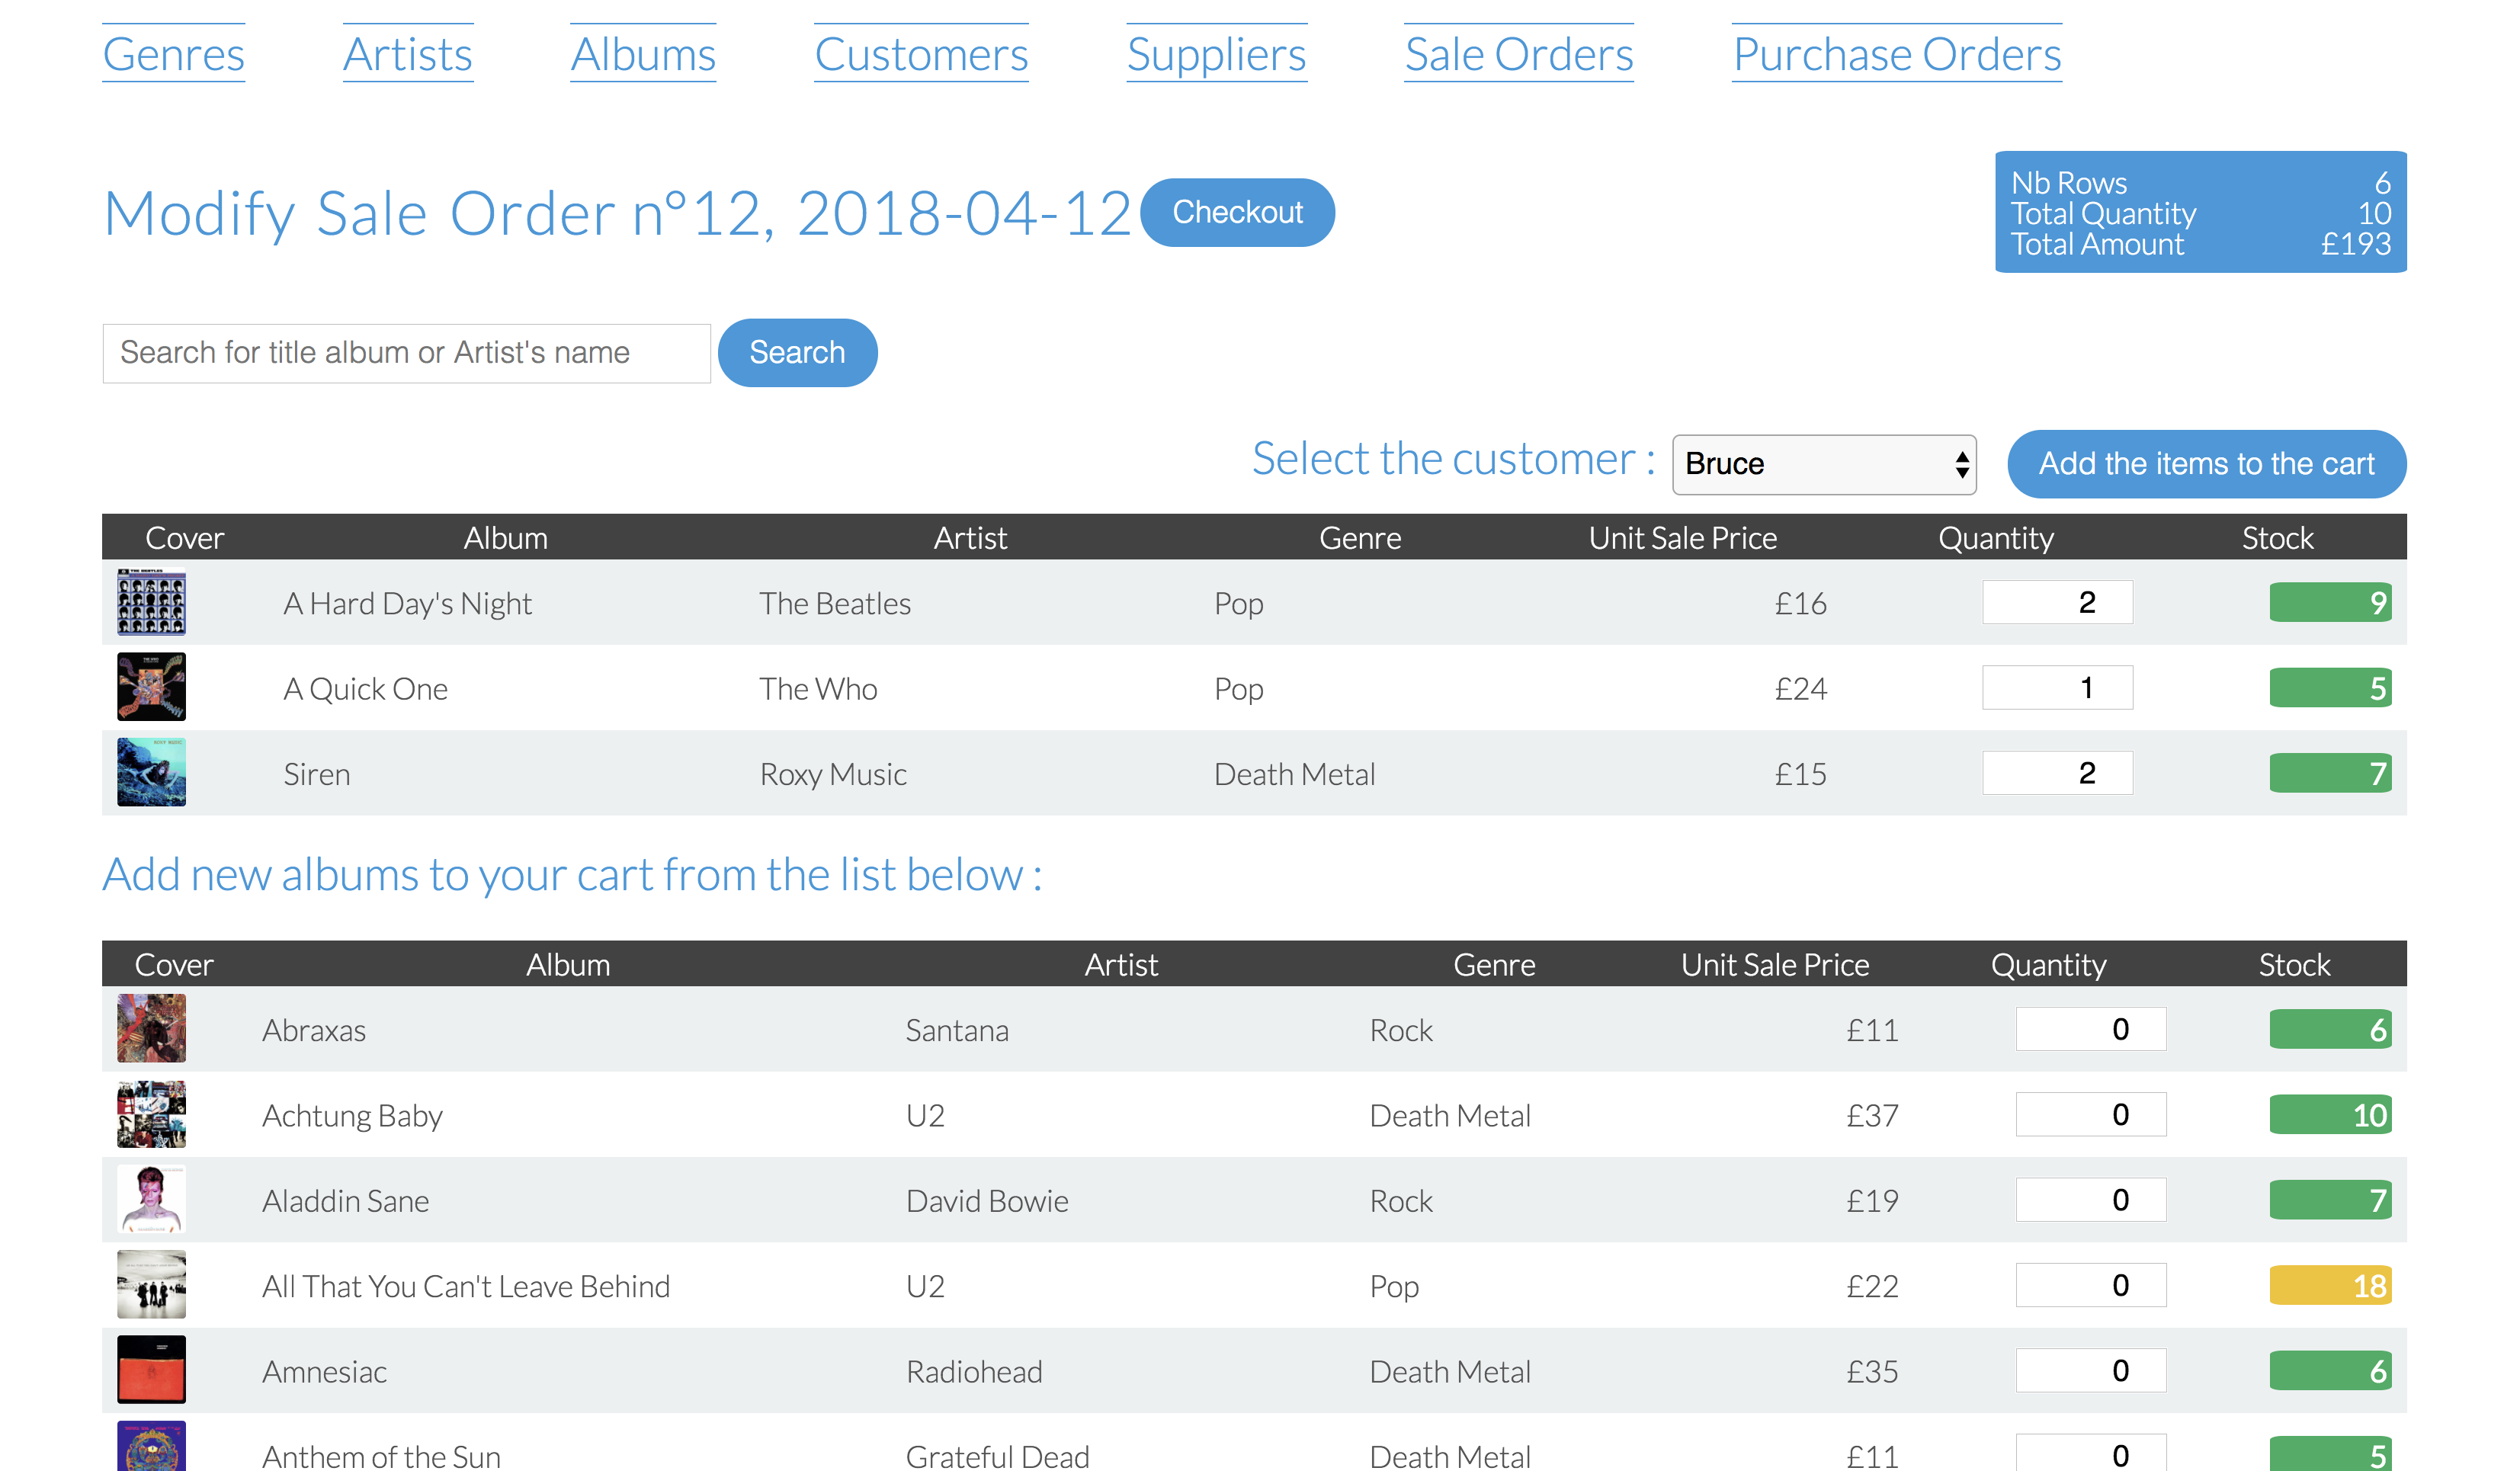 Genres Artists Albums Customers Suppliers Sale Orders Purchase Orders
Modify Sale Order n°12, 2018-04-12 Checkout
Nb Rows 6
Total Quantity 10
Total Amount £193
Search for title album or Artist's name Search
Select the customer : Bruce Add the items to the cart
Cover Album Artist Genre Unit Sale Price Quantity Stock
A Hard Day's Night The Beatles Pop £16 2 9
A Quick One The Who Pop £24 1 5
Siren Roxy Music Death Metal £15 2 7
Add new albums to your cart from the list below :
Cover Album Artist Genre Unit Sale Price Quantity Stock
Abraxas Santana Rock £11 0 6
Achtung Baby U2 Death Metal £37 0 10
Aladdin Sane David Bowie Rock £19 0 7
All That You Can't Leave Behind U2 Pop £22 0 18
Amnesiac Radiohead Death Metal £35 0 6
Anthem of the Sun Grateful Dead Death Metal £11 0 5